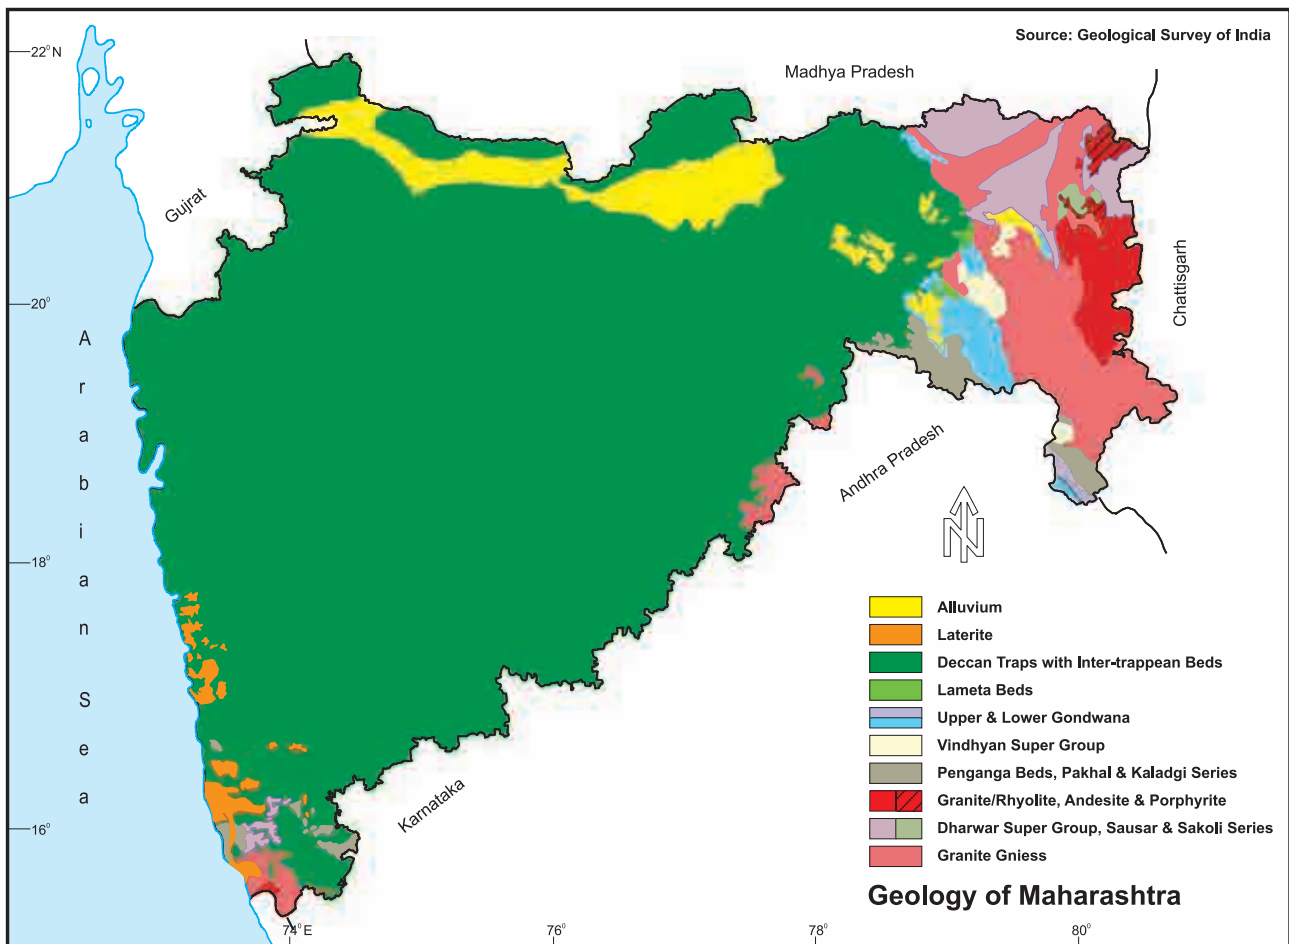 Source: Geological Survey of India
22°N
Madhya Pradesh
Gujrat
Chattisgarh
20°
Arabian Sea
Andhra Pradesh
18°
N
Karnataka
16°
Alluvium
Laterite
Deccan Traps with Inter-trappean Beds
Lameta Beds
Upper & Lower Gondwana
Vindhyan Super Group
Penganga Beds, Pakhal & Kaladgi Series
Granite/Rhyolite, Andesite & Porphyrite
Dharwar Super Group, Sausar & Sakoli Series
Granite Gniess
Geology of Maharashtra
74°E
76°
78°
80°